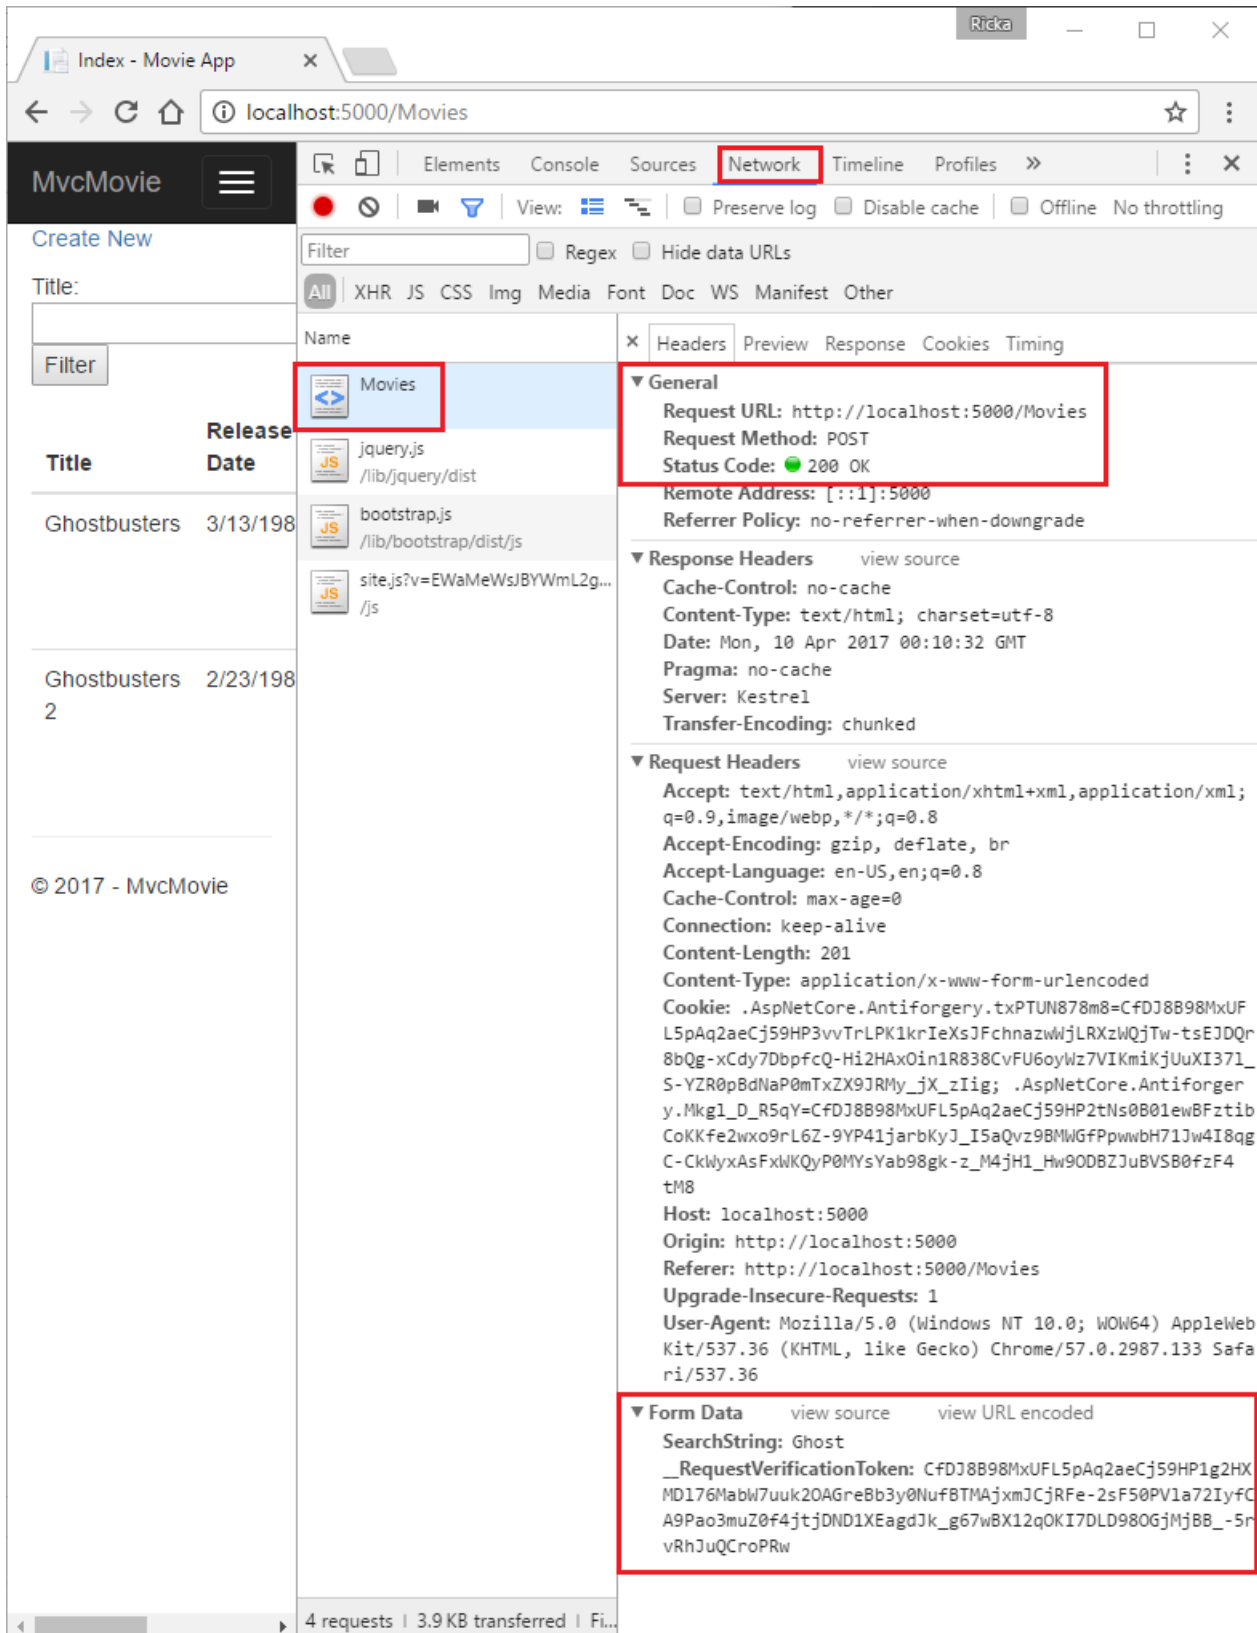 Ricka
Index - Movie App
localhost:5000/Movies
MvcMovie
Create New
Title:
Filter
Title
Release Date
Ghostbusters
3/13/198
Ghostbusters 2
2/23/198
© 2017 - MvcMovie
Elements Console Sources Network Timeline Profiles »
View: Preserve log Disable cache Offline No throttling
Filter Regex Hide data URLs
All XHR JS CSS Img Media Font Doc WS Manifest Other
Name
Movies
jquery.js
/lib/jquery/dist
bootstrap.js
/lib/bootstrap/dist/js
site.js?v=EWaMeWsJBYWmL2g...
/js
4 requests | 3.9 KB transferred | Fi...
× Headers Preview Response Cookies Timing
General
Request URL: http://localhost:5000/Movies
Request Method: POST
Status Code: 200 OK
Remote Address: [::1]:5000
Referrer Policy: no-referrer-when-downgrade
Response Headers view source
Cache-Control: no-cache
Content-Type: text/html; charset=utf-8
Date: Mon, 10 Apr 2017 00:10:32 GMT
Pragma: no-cache
Server: Kestrel
Transfer-Encoding: chunked
Request Headers view source
Accept: text/html,application/xhtml+xml,application/xml;
q=0.9,image/webp,*/*;q=0.8
Accept-Encoding: gzip, deflate, br
Accept-Language: en-US,en;q=0.8
Cache-Control: max-age=0
Connection: keep-alive
Content-Length: 201
Content-Type: application/x-www-form-urlencoded
Cookie: .AspNetCore.Antiforgery.txPTUN878m8=CfDJ8B98MxUF
L5pAq2aeCj59HP3vvTrLPK1krIeXsJFchnazwWjLRXzWQjTw-tsEJDQr
8bQg-xCdy7DbpfcQ-Hi2HAxOin1R838CvFU6oyWz7VIKmiKjUuXI37l_
S-YZR0pBdNaP0mTxZX9JRMy_jX_zIig; .AspNetCore.Antiforger
y.Mkgl_D_R5qY=CfDJ8B98MxUFL5pAq2aeCj59HP2tNs0B01ewBFztib
CoKKfe2wxo9rL6Z-9YP41jarbKyJ_I5aQvz9BMWGfPpwwbH71Jw4I8qg
C-CkWyxAsFxWKQyP0MYsYab98gk-z_M4jH1_Hw9ODBZJuBVSB0fzF4
tM8
Host: localhost:5000
Origin: http://localhost:5000
Referer: http://localhost:5000/Movies
Upgrade-Insecure-Requests: 1
User-Agent: Mozilla/5.0 (Windows NT 10.0; WOW64) AppleWeb
Kit/537.36 (KHTML, like Gecko) Chrome/57.0.2987.133 Safa
ri/537.36
Form Data view source view URL encoded
SearchString: Ghost
__RequestVerificationToken: CfDJ8B98MxUFL5pAq2aeCj59HP1g2HX
MDl76MabW7uuk2OAGreBb3y0NufBTMAjxmJCjRFe-2sF50PVla72IyfC
A9Pao3muZ0f4jtjDND1XEagdJk_g67wBX12qOKI7DLD98OGjMjBB_-5r
vRhJuQCroPRw